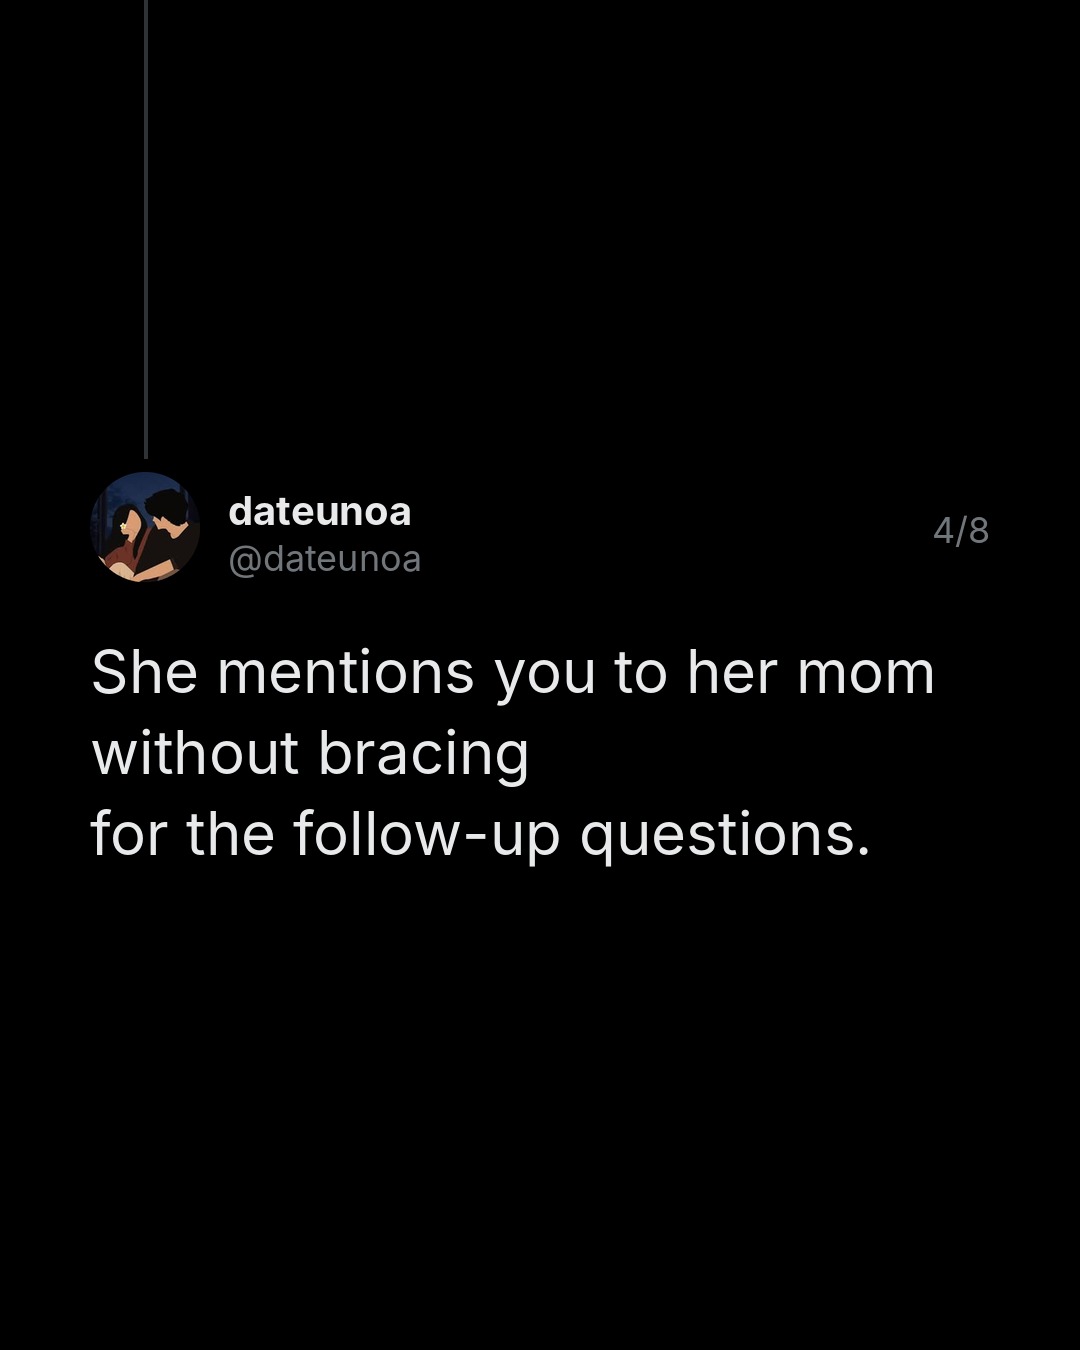 dateunoa
@dateunoa
4/8
She mentions you to her mom
without bracing
for the follow-up questions.